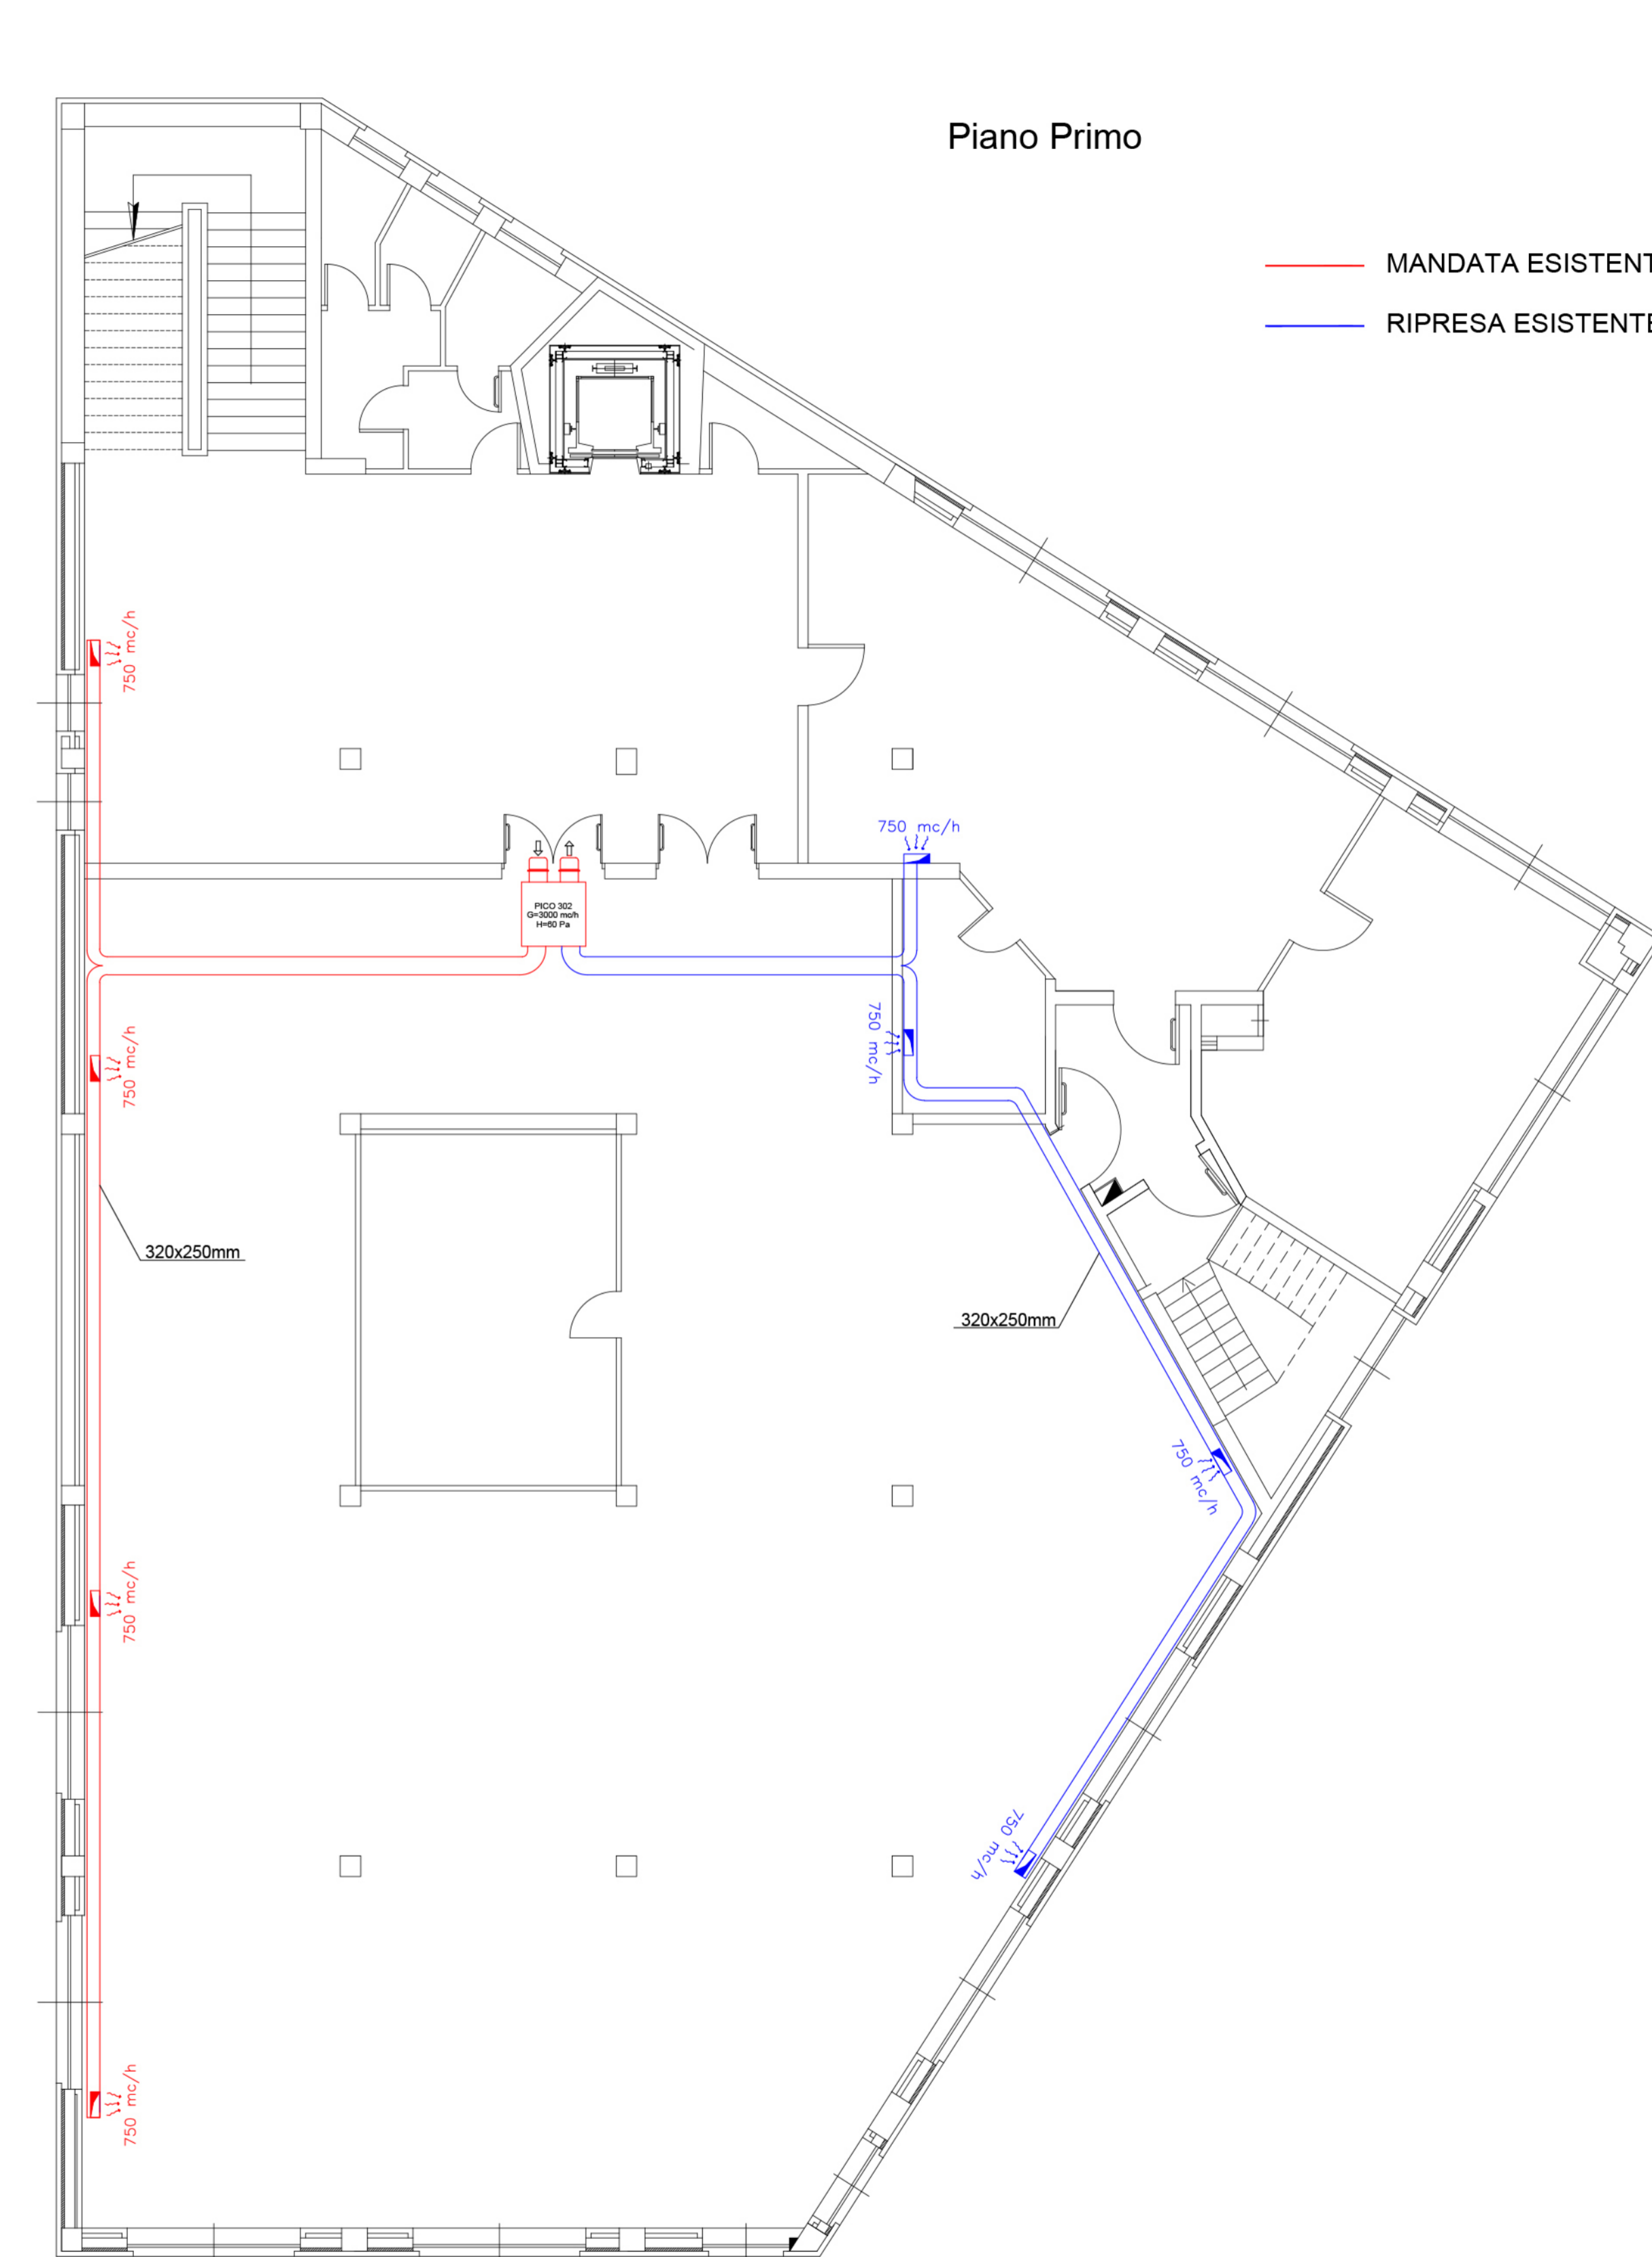 Piano Primo
MANDATA ESISTENT
RIPRESA ESISTENTE
750 mc/h
750 mc/h
PICO 302
G=3000 mc/h
H=60 Pa
750 mc/h
750 mc/h
320x250mm
320x250mm
750 mc/h
750 mc/h
750 mc/h
750 mc/h